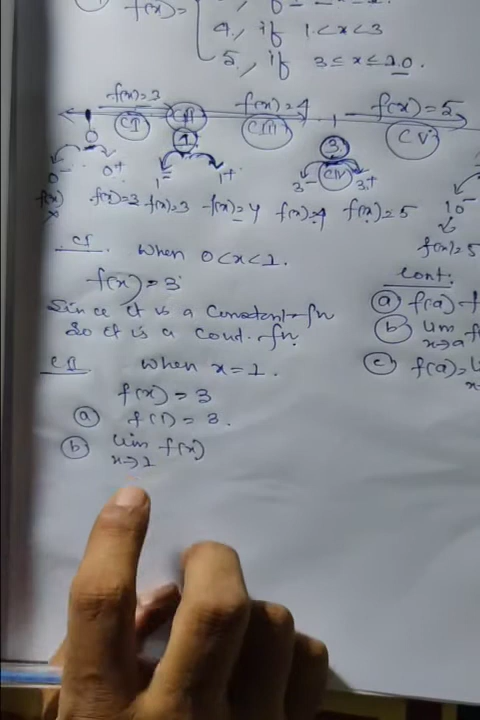 f(x)=
4, if 1<x<3
5, if 3≤x≤10.
f(x)=3 f(x)=4 f(x)=5
CI CII CIII CV
0 1 3
CIV
0⁻ 0⁺ 1⁻ 1⁺ 3⁻ 3⁺ 10⁻
f(x) f(x)=3 f(x)=3 f(x)=4 f(x)=4 f(x)=5
x
f(x)=5
CI when 0<x<1.
f(x)=3
Since it is a constant fn
So it is a cont. fn.
CII when x=1.
f(x)=3
(a) f(1)=3.
(b) lim f(x)
x→1
Cont.
(a) f(a)
(b) lim
x→a
(c) f(a)=